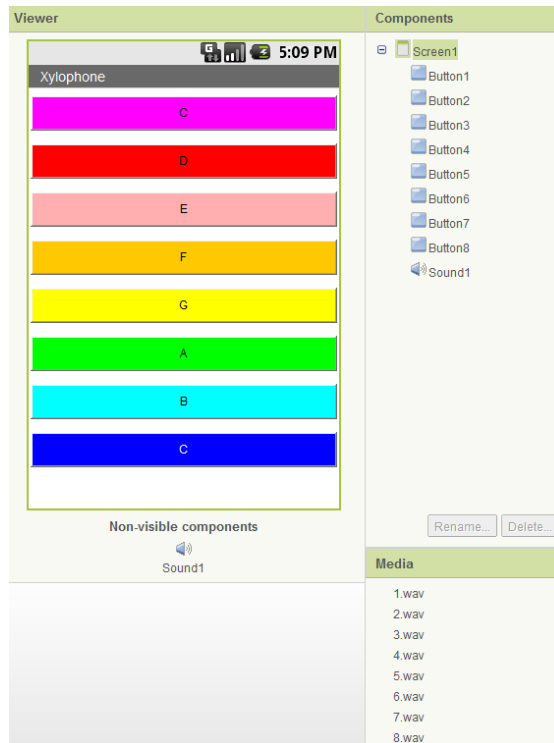 Viewer
5:09 PM
Xylophone
C
D
E
F
G
A
B
C
Non-visible components
Sound1
Components
Screen1
Button1
Button2
Button3
Button4
Button5
Button6
Button7
Button8
Sound1
Rename... Delete...
Media
1.wav
2.wav
3.wav
4.wav
5.wav
6.wav
7.wav
8.wav